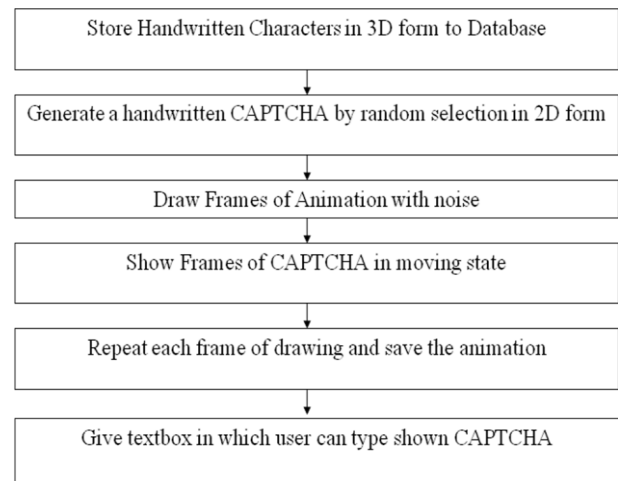 Store Handwritten Characters in 3D form to Database
Generate a handwritten CAPTCHA by random selection in 2D form
Draw Frames of Animation with noise
Show Frames of CAPTCHA in moving state
Repeat each frame of drawing and save the animation
Give textbox in which user can type shown CAPTCHA